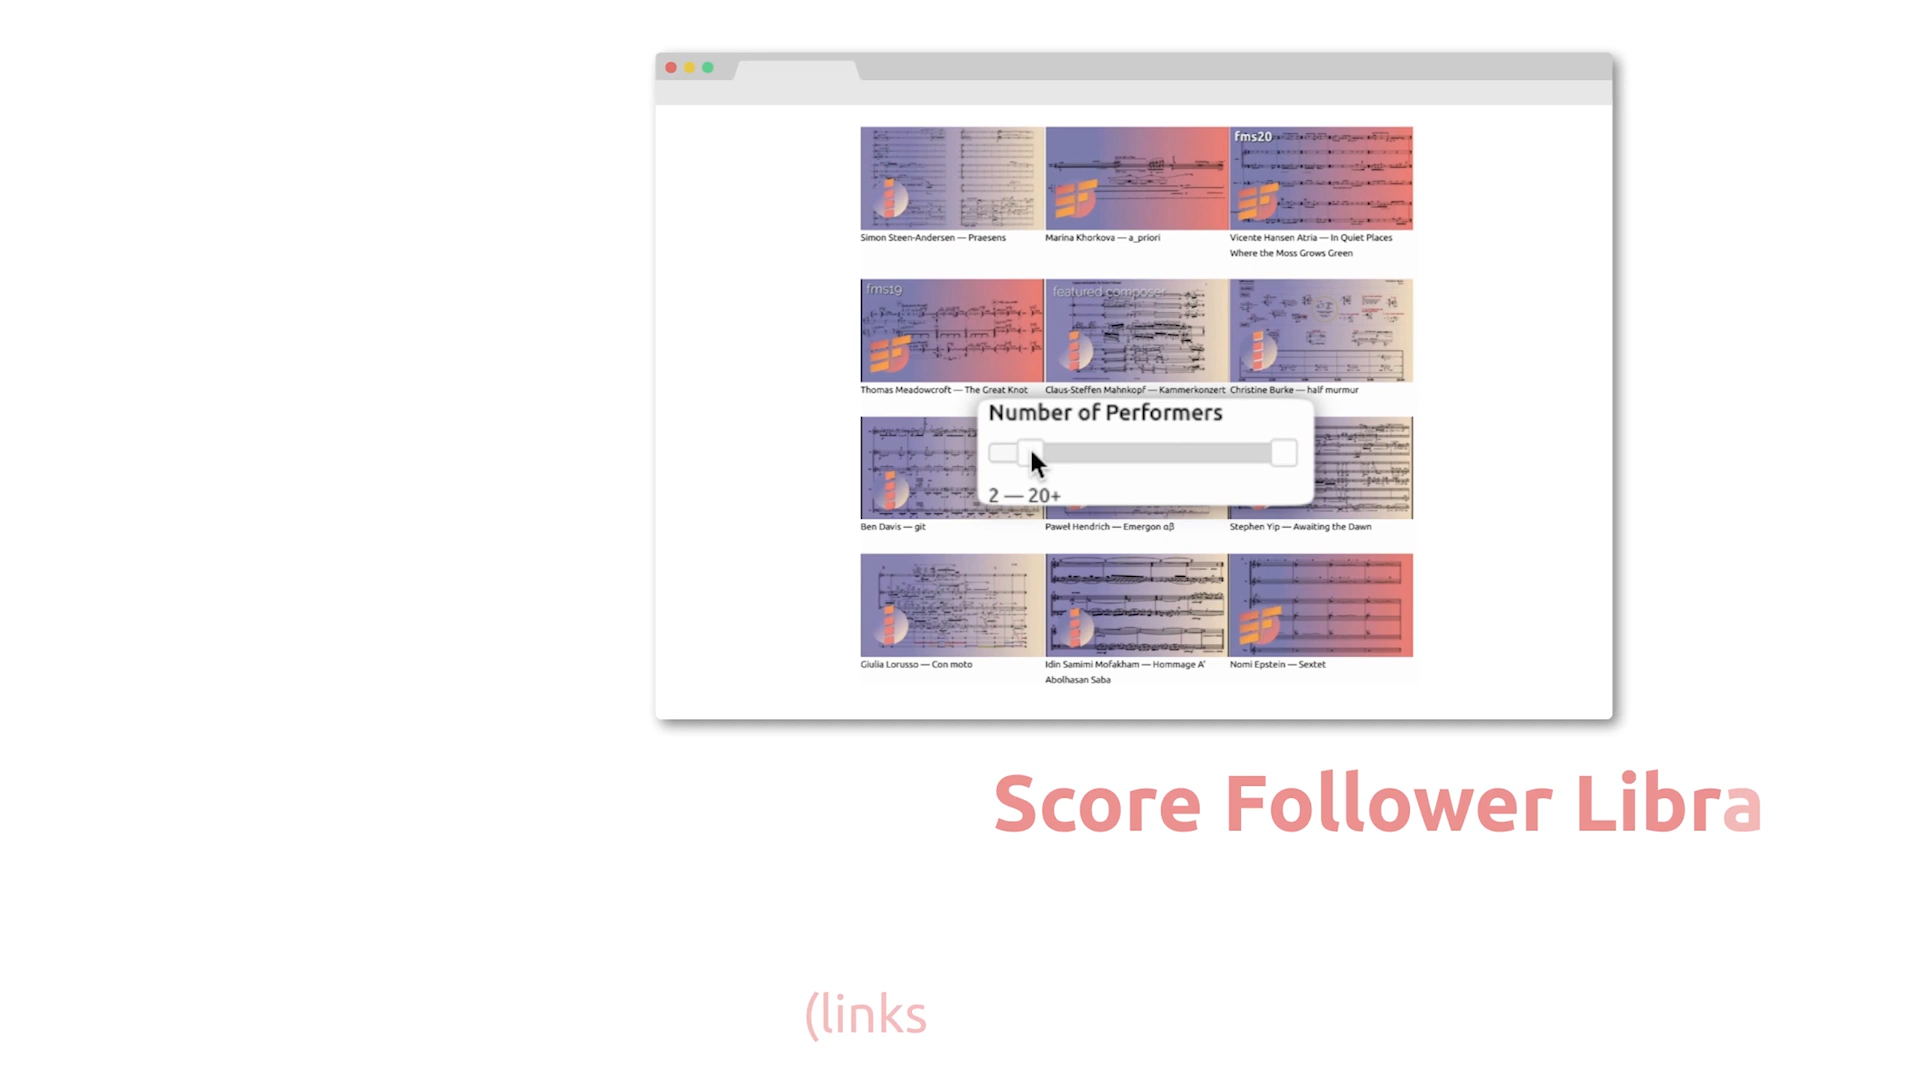 fms20
Simon Steen-Andersen — Praesens
Marina Khorkova — a_priori
Vicente Hansen Atria — In Quiet Places
Where the Moss Grows Green
fms19
featured composer
Thomas Meadowcroft — The Great Knot
Claus-Steffen Mahnkopf — Kammerkonzert
Christine Burke — half murmur
Number of Performers
2 — 20+
Ben Davis — git
Paweł Hendrich — Emergon αβ
Stephen Yip — Awaiting the Dawn
Giulia Lorusso — Con moto
Idin Samimi Mofakham — Hommage A'
Abolhasan Saba
Nomi Epstein — Sextet
Score Follower Libra
(links